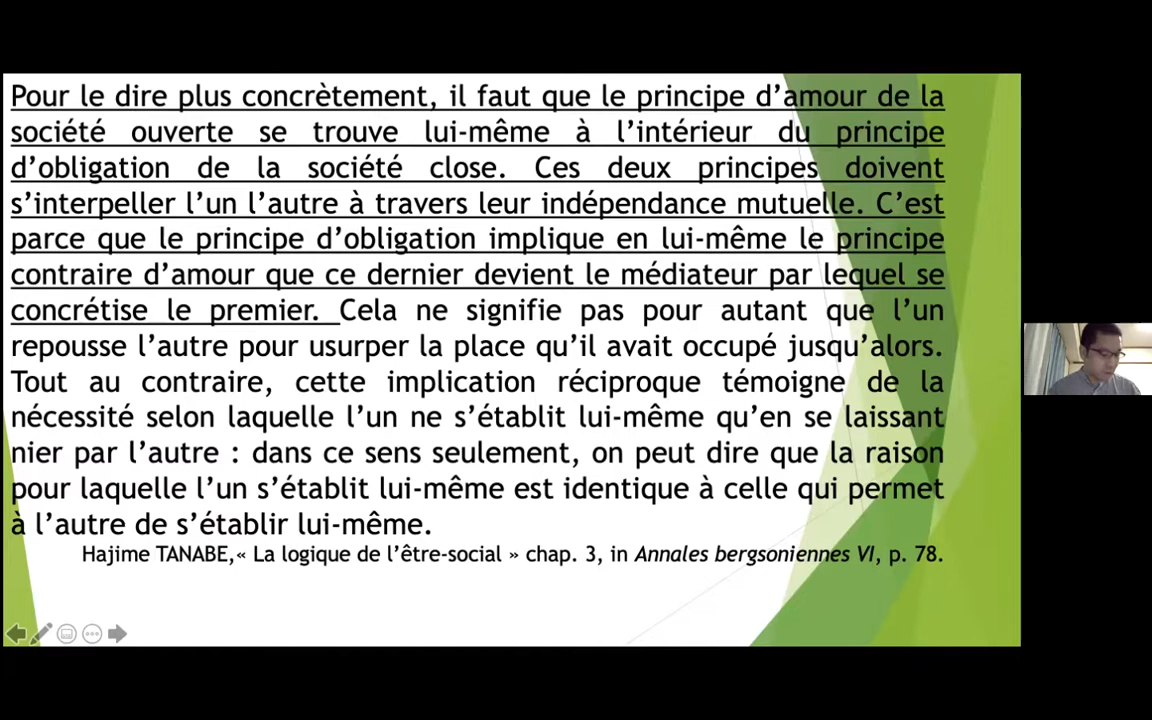 Pour le dire plus concrètement, il faut que le principe d’amour de la
société ouverte se trouve lui-même à l’intérieur du principe
d’obligation de la société close. Ces deux principes doivent
s’interpeller l’un l’autre à travers leur indépendance mutuelle. C’est
parce que le principe d’obligation implique en lui-même le principe
contraire d’amour que ce dernier devient le médiateur par lequel se
concrétise le premier. Cela ne signifie pas pour autant que l’un
repousse l’autre pour usurper la place qu’il avait occupé jusqu’alors.
Tout au contraire, cette implication réciproque témoigne de la
nécessité selon laquelle l’un ne s’établit lui-même qu’en se laissant
nier par l’autre : dans ce sens seulement, on peut dire que la raison
pour laquelle l’un s’établit lui-même est identique à celle qui permet
à l’autre de s’établir lui-même.
Hajime TANABE,« La logique de l’être-social » chap. 3, in Annales bergsoniennes VI, p. 78.